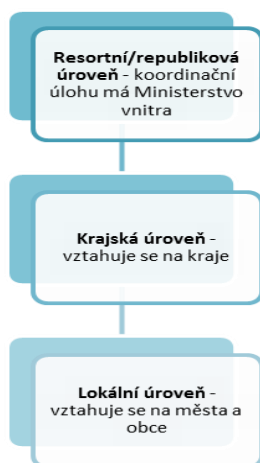 Resortní/republiková
úroveň - koordinační
úlohu má Ministerstvo
vnitra
Krajská úroveň -
vztahuje se na kraje
Lokální úroveň -
vztahuje se na města a
obce